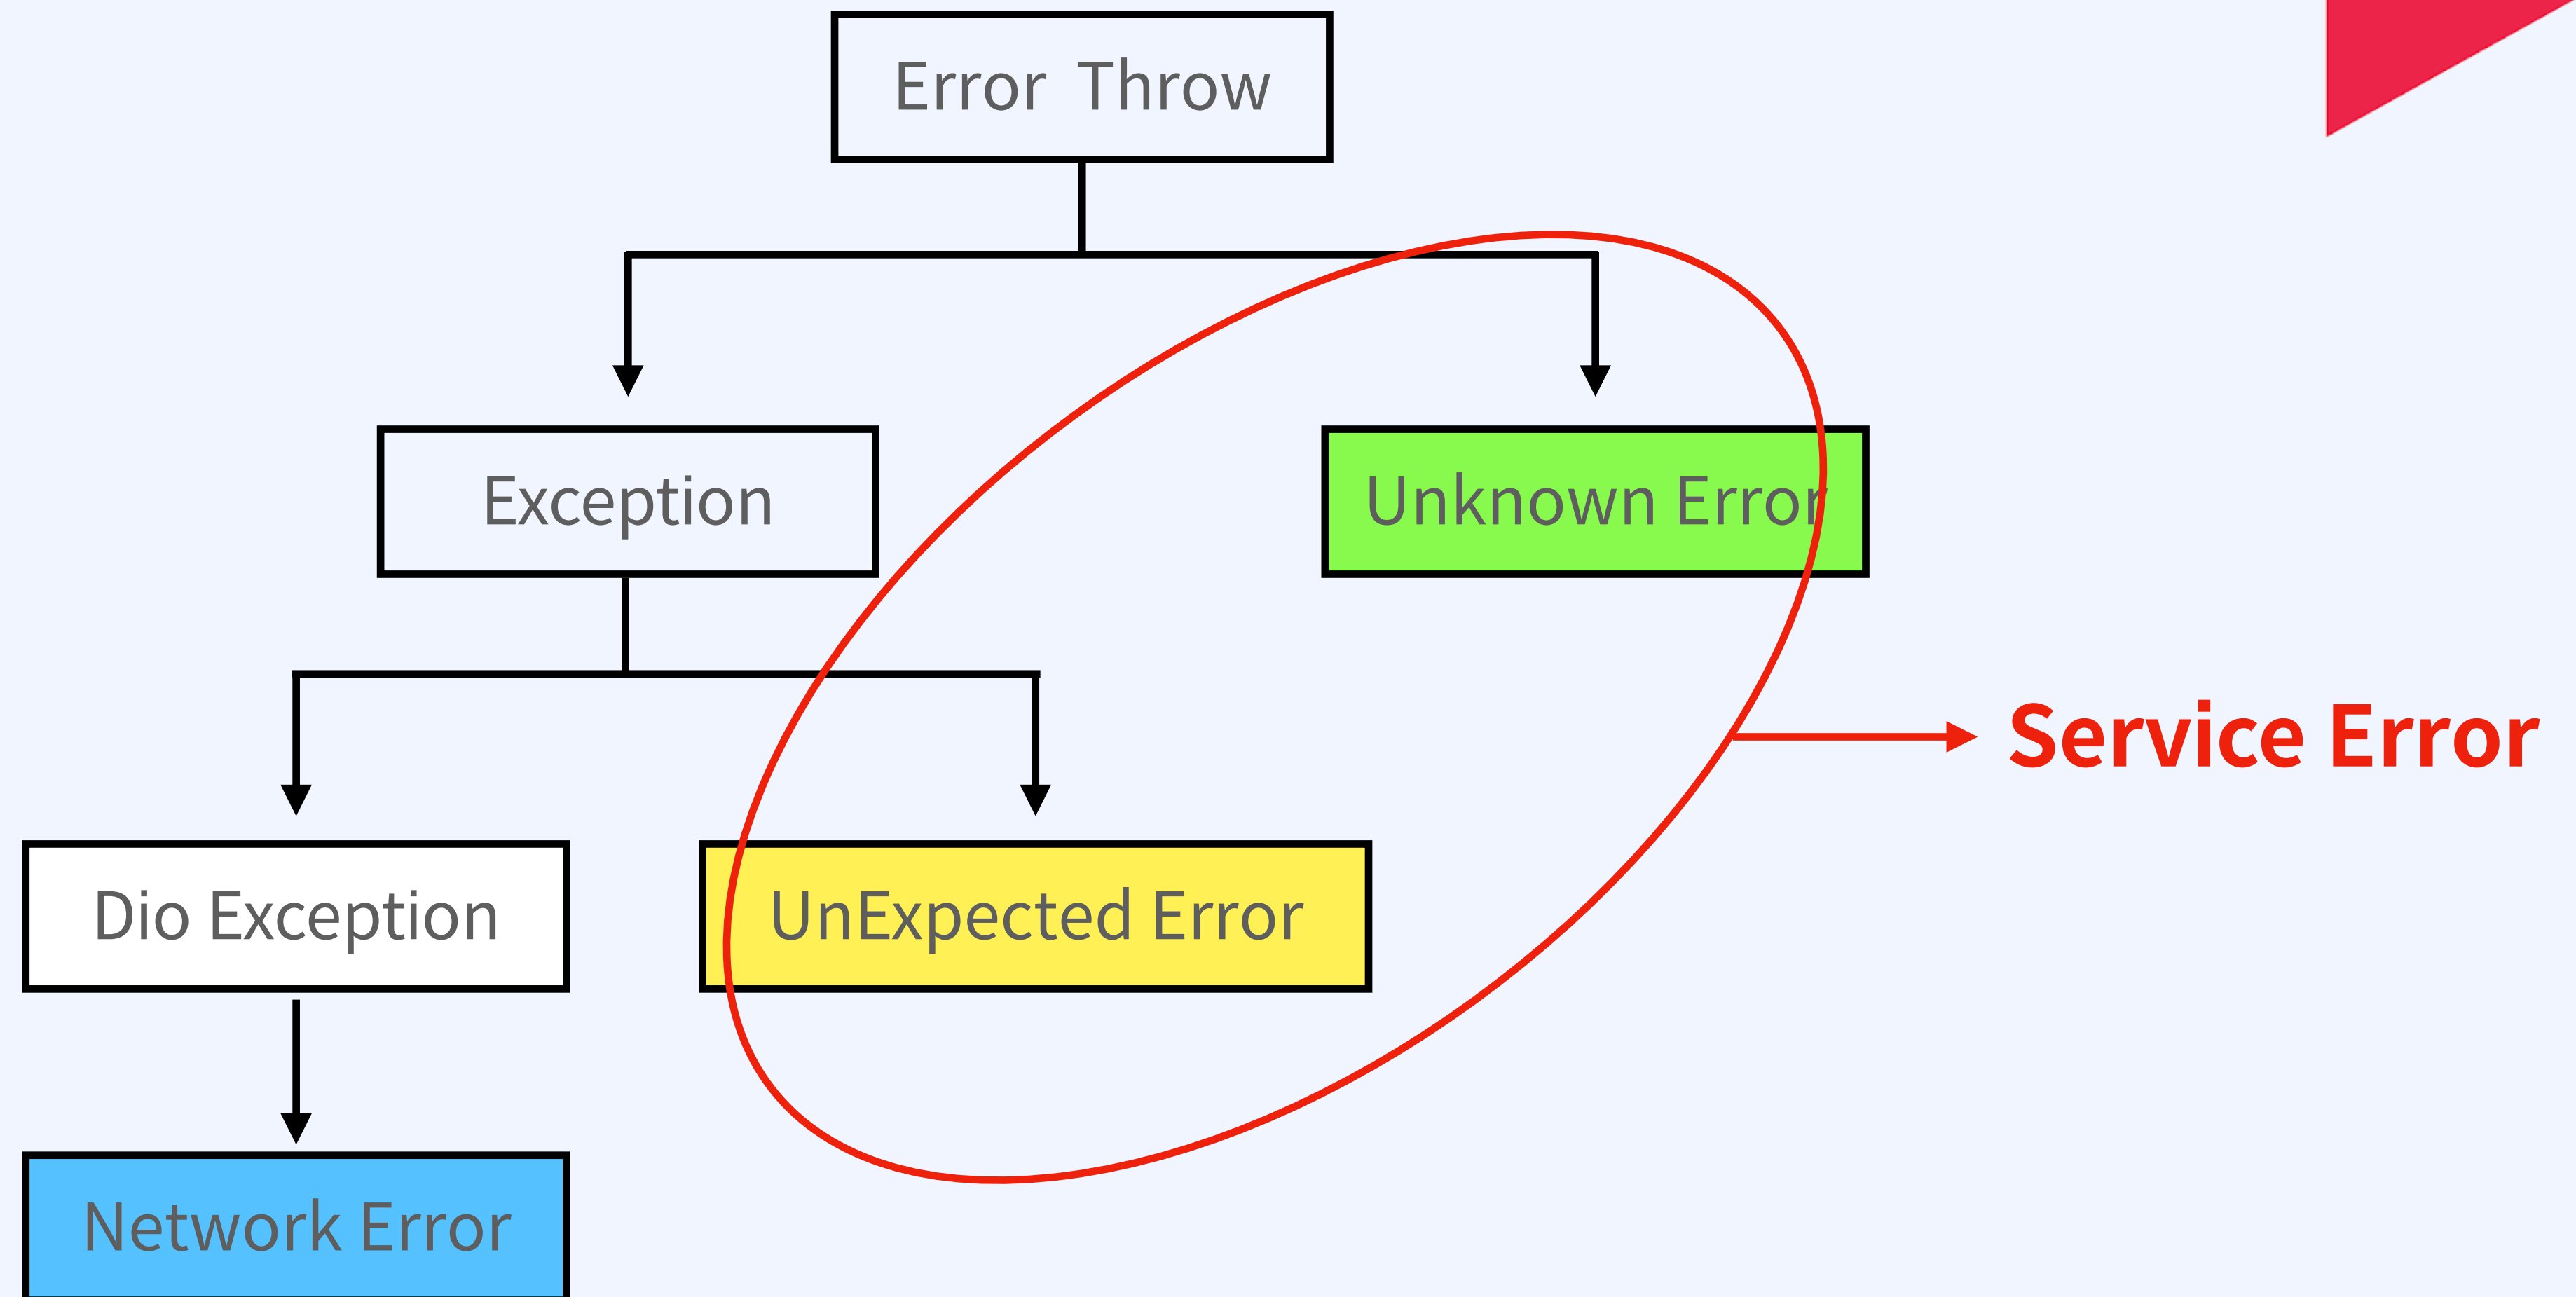 Error Throw
Exception
Unknown Error
Service Error
Dio Exception
UnExpected Error
Network Error